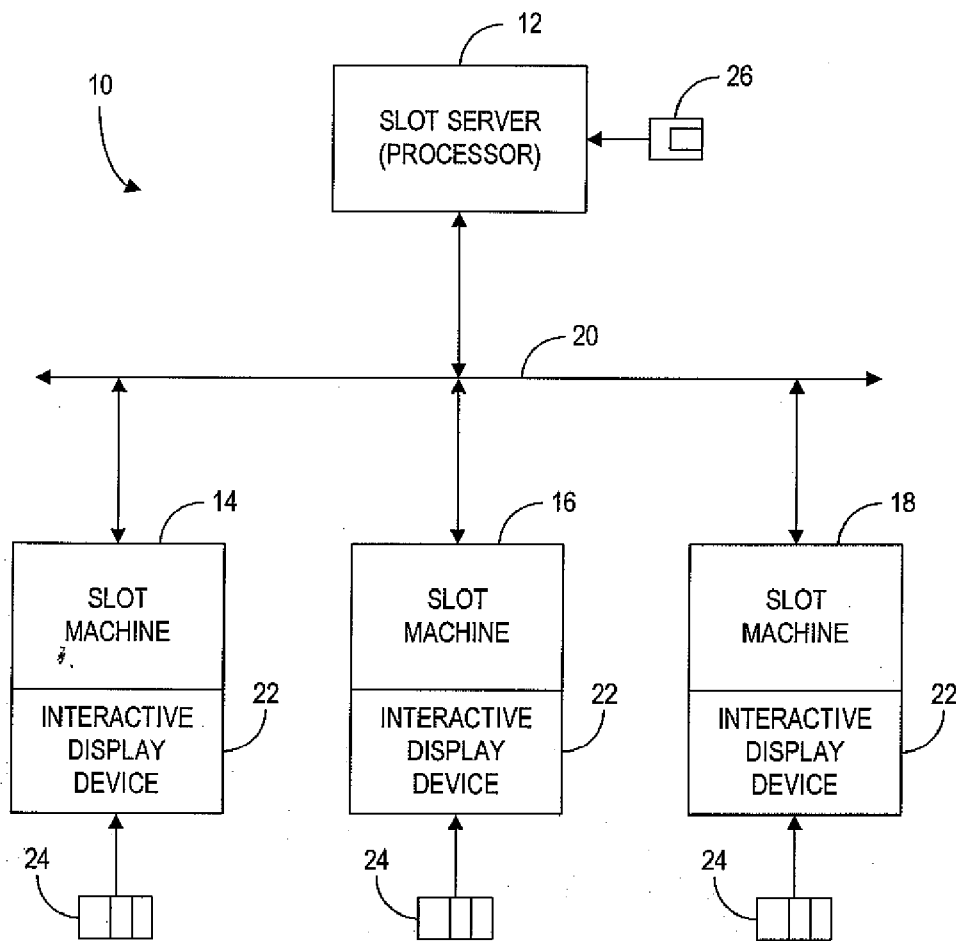 12
10
26
SLOT SERVER
(PROCESSOR)
20
14
16
18
SLOT
MACHINE
SLOT
MACHINE
SLOT
MACHINE
22
22
22
INTERACTIVE
DISPLAY
DEVICE
INTERACTIVE
DISPLAY
DEVICE
INTERACTIVE
DISPLAY
DEVICE
24
24
24